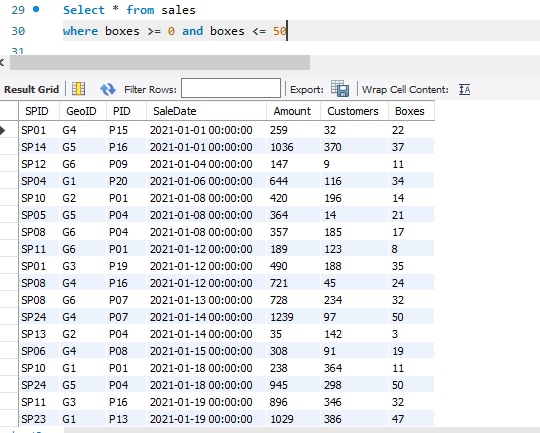 29 Select * from sales
30 where boxes >= 0 and boxes <= 50
31
Result Grid Filter Rows: Export: Wrap Cell Content:
SPID GeoID PID SaleDate Amount Customers Boxes
SP01 G4 P15 2021-01-01 00:00:00 259 32 22
SP14 G5 P16 2021-01-01 00:00:00 1036 370 37
SP12 G6 P09 2021-01-04 00:00:00 147 9 11
SP04 G1 P20 2021-01-06 00:00:00 644 116 34
SP10 G2 P01 2021-01-08 00:00:00 420 196 14
SP05 G5 P04 2021-01-08 00:00:00 364 14 21
SP08 G6 P04 2021-01-08 00:00:00 357 185 17
SP11 G6 P01 2021-01-12 00:00:00 189 123 8
SP01 G3 P19 2021-01-12 00:00:00 490 188 35
SP08 G4 P16 2021-01-12 00:00:00 721 45 24
SP08 G6 P07 2021-01-13 00:00:00 728 234 32
SP24 G4 P07 2021-01-14 00:00:00 1239 97 50
SP13 G2 P04 2021-01-14 00:00:00 35 142 3
SP06 G4 P08 2021-01-15 00:00:00 308 91 19
SP10 G1 P01 2021-01-18 00:00:00 238 364 11
SP24 G5 P04 2021-01-18 00:00:00 945 298 50
SP11 G3 P16 2021-01-19 00:00:00 896 346 32
SP23 G1 P13 2021-01-19 00:00:00 1029 386 47